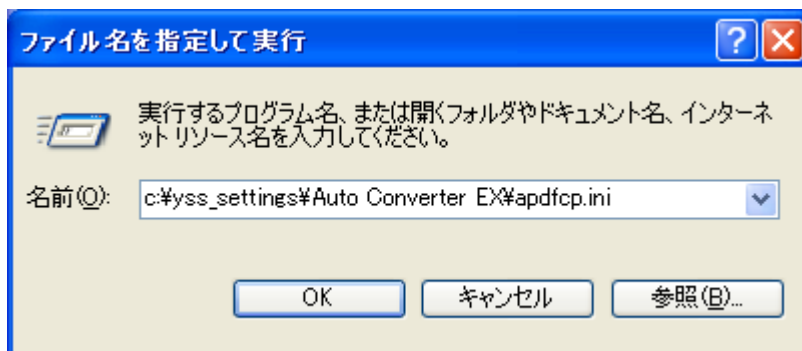 ファイル名を指定して実行
実行するプログラム名、または開くフォルダやドキュメント名、インターネ
ット リソース名を入力してください。
名前(O):
c:¥yss_settings¥Auto Converter EX¥apdfcp.ini
OK
キャンセル
参照(B)...